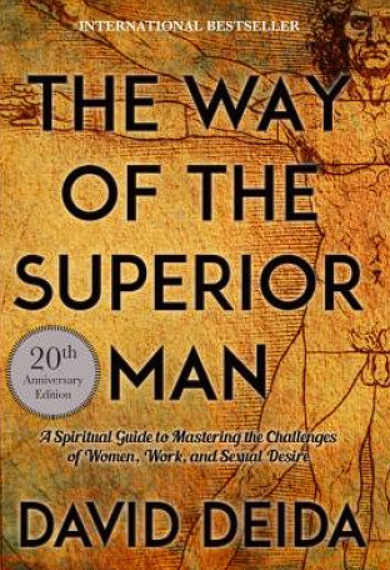 INTERNATIONAL BESTSELLER
THE WAY
OF THE
SUPERIOR
MAN
20th
Anniversary
Edition
A Spiritual Guide to Mastering the Challenges
of Women, Work, and Sexual Desire
DAVID DEIDA